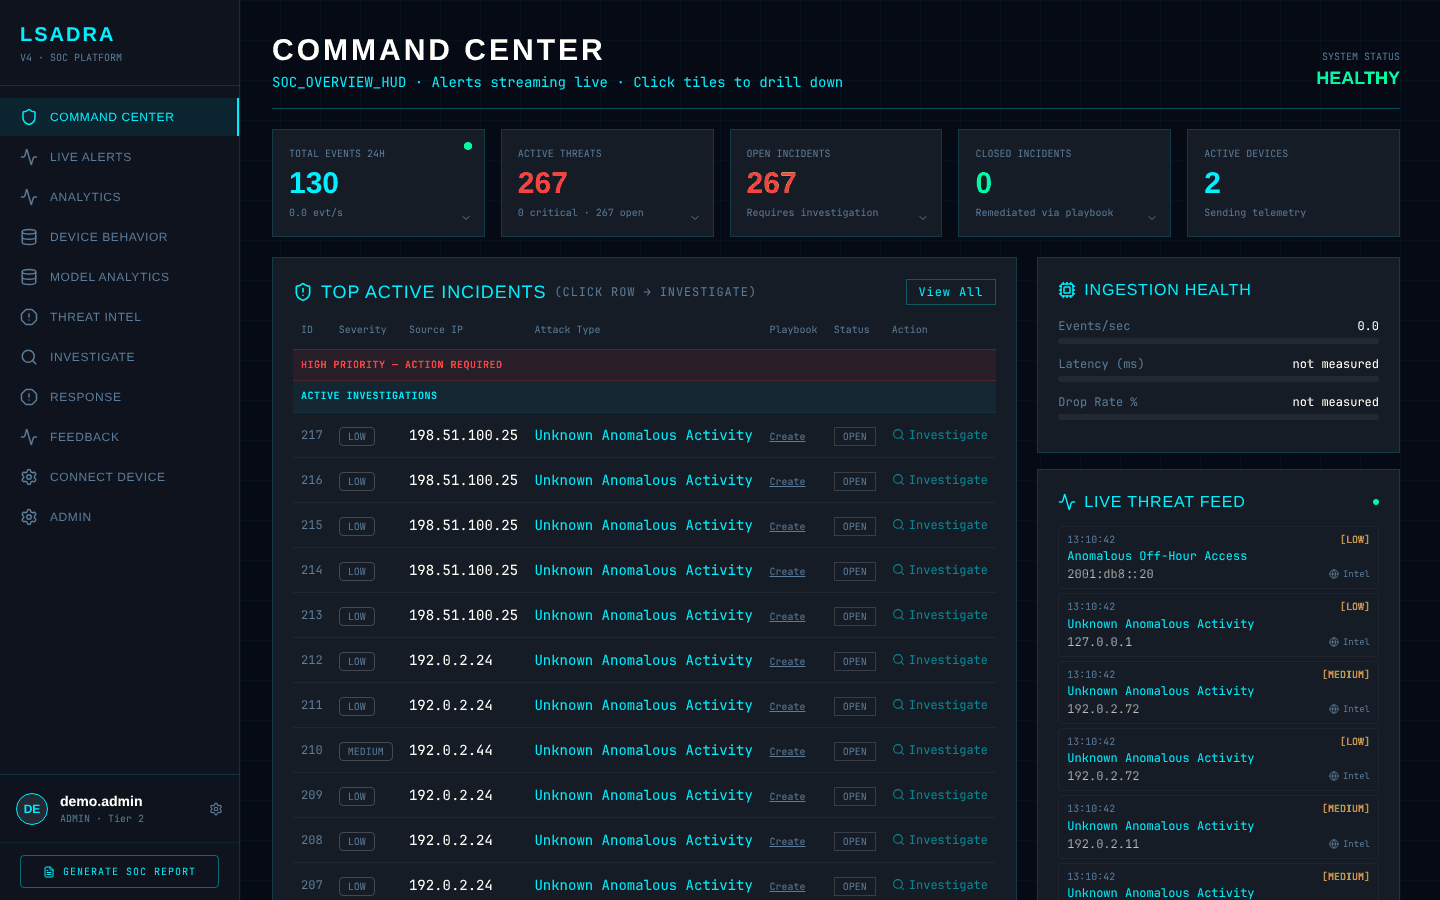 LSADRA
V4 · SOC PLATFORM
COMMAND CENTER
LIVE ALERTS
ANALYTICS
DEVICE BEHAVIOR
MODEL ANALYTICS
THREAT INTEL
INVESTIGATE
RESPONSE
FEEDBACK
CONNECT DEVICE
ADMIN
DE
demo.admin
ADMIN · Tier 2
GENERATE SOC REPORT
COMMAND CENTER
SOC_OVERVIEW_HUD · Alerts streaming live · Click tiles to drill down
SYSTEM STATUS
HEALTHY
TOTAL EVENTS 24H
130
0.0 evt/s
ACTIVE THREATS
267
0 critical · 267 open
OPEN INCIDENTS
267
Requires investigation
CLOSED INCIDENTS
0
Remediated via playbook
ACTIVE DEVICES
2
Sending telemetry
TOP ACTIVE INCIDENTS (CLICK ROW → INVESTIGATE) View All
ID Severity Source IP Attack Type Playbook Status Action
HIGH PRIORITY — ACTION REQUIRED
ACTIVE INVESTIGATIONS
217 LOW 198.51.100.25 Unknown Anomalous Activity Create OPEN Investigate
216 LOW 198.51.100.25 Unknown Anomalous Activity Create OPEN Investigate
215 LOW 198.51.100.25 Unknown Anomalous Activity Create OPEN Investigate
214 LOW 198.51.100.25 Unknown Anomalous Activity Create OPEN Investigate
213 LOW 198.51.100.25 Unknown Anomalous Activity Create OPEN Investigate
212 LOW 192.0.2.24 Unknown Anomalous Activity Create OPEN Investigate
211 LOW 192.0.2.24 Unknown Anomalous Activity Create OPEN Investigate
210 MEDIUM 192.0.2.44 Unknown Anomalous Activity Create OPEN Investigate
209 LOW 192.0.2.24 Unknown Anomalous Activity Create OPEN Investigate
208 LOW 192.0.2.24 Unknown Anomalous Activity Create OPEN Investigate
207 LOW 192.0.2.24 Unknown Anomalous Activity Create OPEN Investigate
INGESTION HEALTH
Events/sec 0.0
Latency (ms) not measured
Drop Rate % not measured
LIVE THREAT FEED
13:10:42 [LOW]
Anomalous Off-Hour Access
2001:db8::20 Intel
13:10:42 [LOW]
Unknown Anomalous Activity
127.0.0.1 Intel
13:10:42 [MEDIUM]
Unknown Anomalous Activity
192.0.2.72 Intel
13:10:42 [LOW]
Unknown Anomalous Activity
192.0.2.72 Intel
13:10:42 [MEDIUM]
Unknown Anomalous Activity
192.0.2.11 Intel
13:10:42 [MEDIUM]
Unknown Anomalous Activity